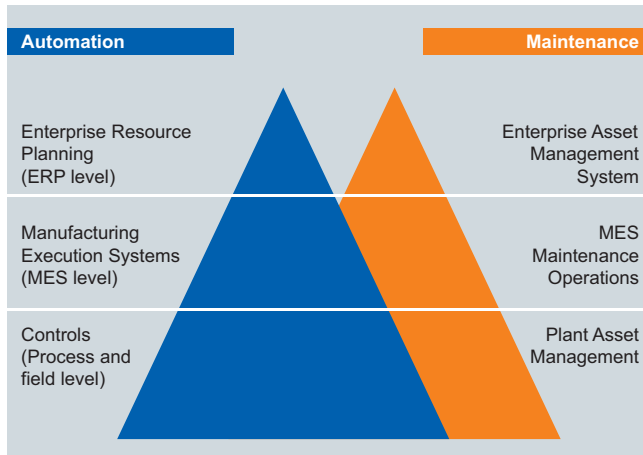 Automation
Maintenance
Enterprise Resource
Planning
(ERP level)
Enterprise Asset
Management
System
Manufacturing
Execution Systems
(MES level)
MES
Maintenance
Operations
Controls
(Process and
field level)
Plant Asset
Management